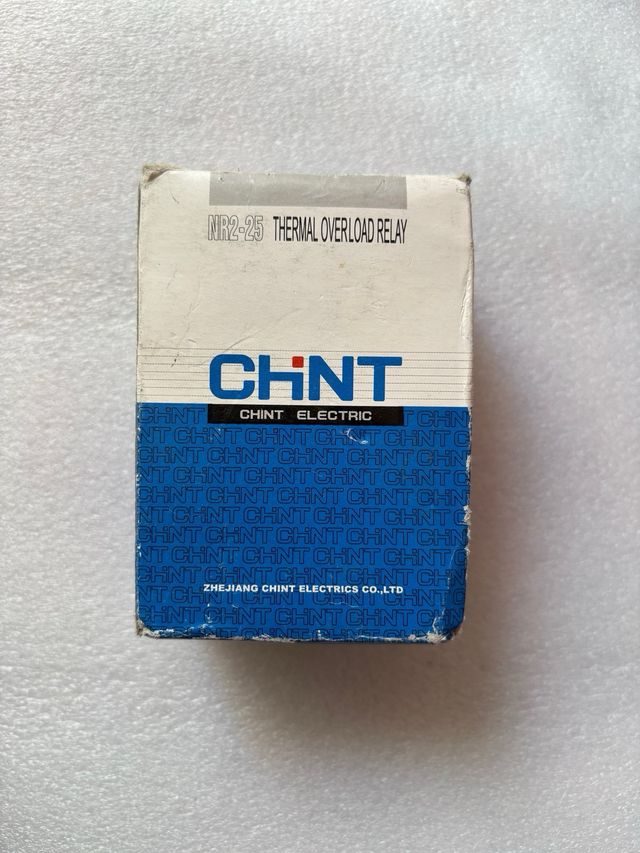 NR2-25 THERMAL OVERLOAD RELAY
CHiNT
CHINT ELECTRIC
ZHEJIANG CHINT ELECTRICS CO.,LTD